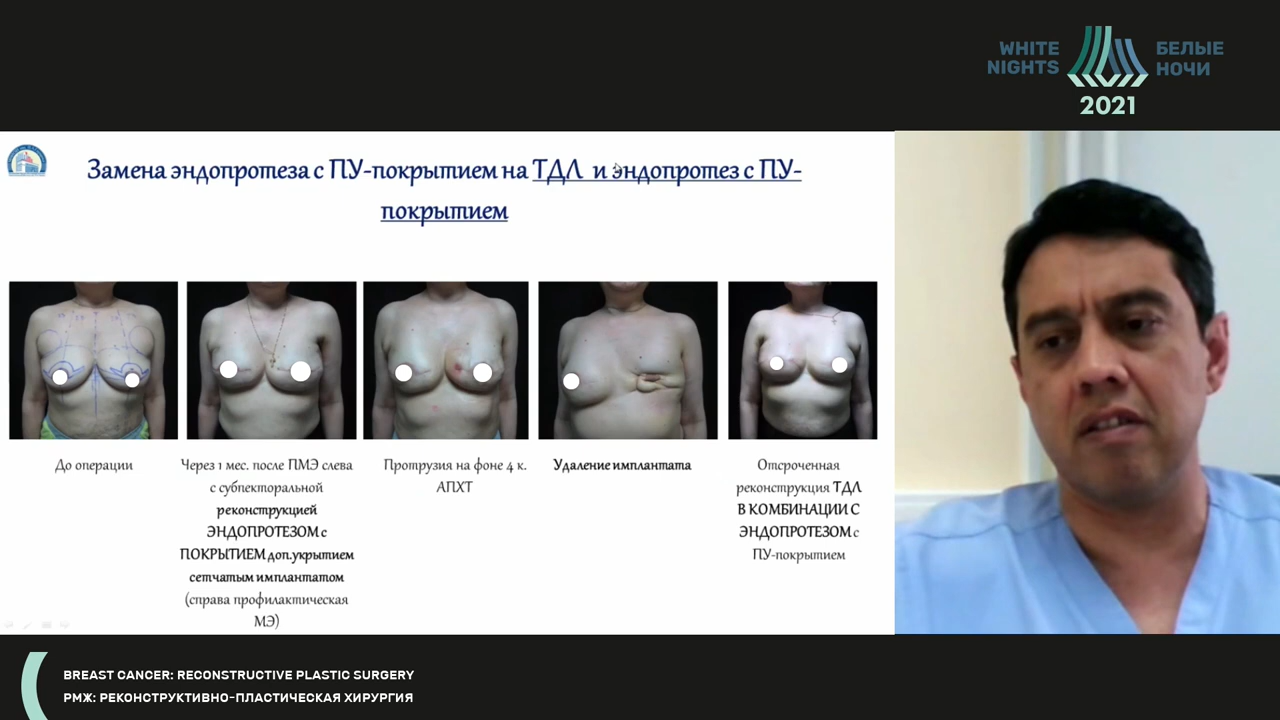 WHITE NIGHTS
БЕЛЫЕ НОЧИ
2021
Замена эндопротеза с ПУ-покрытием на ТДЛ и эндопротез с ПУ-
покрытием
До операции
Через 1 мес. после ПМЭ слева
с субпекторальной
реконструкцией
ЭНДОПРОТЕЗОМ с
ПОКРЫТИЕМ доп.укрытием
сетчатым имплантатом
(справа профилактическая
МЭ)
Протрузия на фоне 4 к.
АПХТ
Удаление имплантата
Отсроченная
реконструкция ТДЛ
В КОМБИНАЦИИ С
ЭНДОПРОТЕЗОМ с
ПУ-покрытием
BREAST CANCER: RECONSTRUCTIVE PLASTIC SURGERY
РМЖ: РЕКОНСТРУКТИВНО-ПЛАСТИЧЕСКАЯ ХИРУРГИЯ